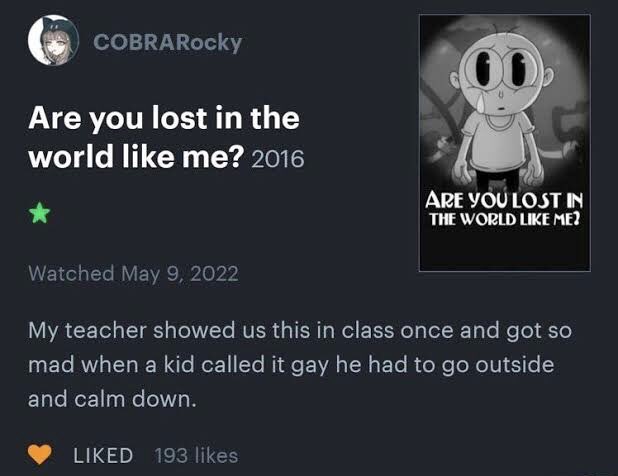 COBRARocky
Are you lost in the
world like me? 2016
Watched May 9, 2022
My teacher showed us this in class once and got so
mad when a kid called it gay he had to go outside
and calm down.
LIKED 193 likes
ARE YOU LOST IN
THE WORLD LIKE ME?